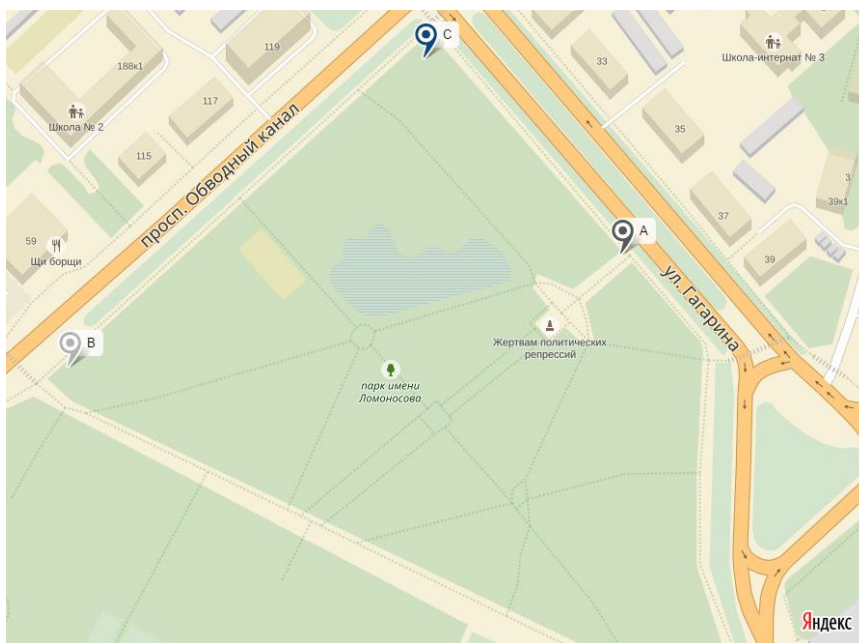 C
119
33
Школа-интернат № 3
188к1
117
35
Школа № 2
просп. Обводный канал
115
3
39к1
37
A
59
39
Щи борщи
ул. Гагарина
B
Жертвам политических
репрессий
парк имени
Ломоносова
Яндекс